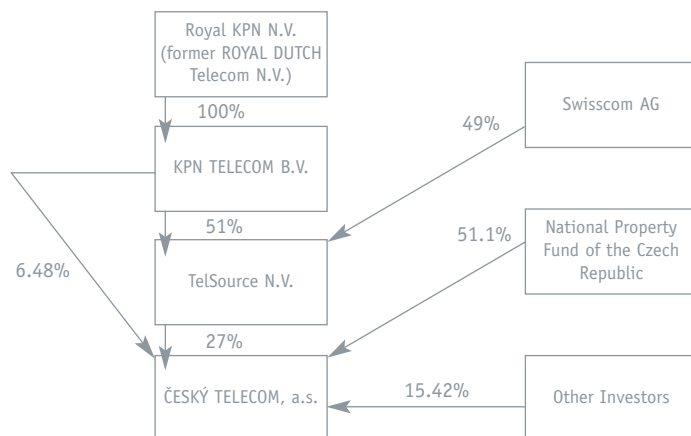 Royal KPN N.V.
(former ROYAL DUTCH
Telecom N.V.)
100%
Swisscom AG
49%
KPN TELECOM B.V.
51%
51.1%
National Property
Fund of the Czech
Republic
6.48%
TelSource N.V.
27%
ČESKÝ TELECOM, a.s.
15.42%
Other Investors